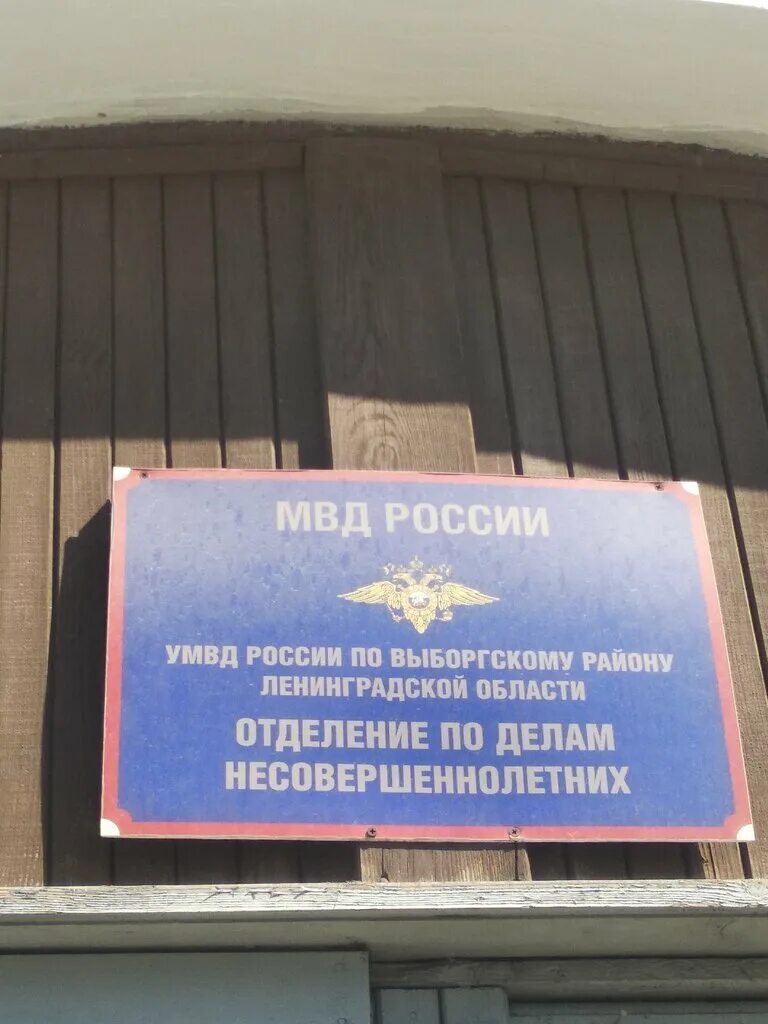 МВД РОССИИ
УМВД РОССИИ ПО ВЫБОРГСКОМУ РАЙОНУ
ЛЕНИНГРАДСКОЙ ОБЛАСТИ
ОТДЕЛЕНИЕ ПО ДЕЛАМ
НЕСОВЕРШЕННОЛЕТНИХ